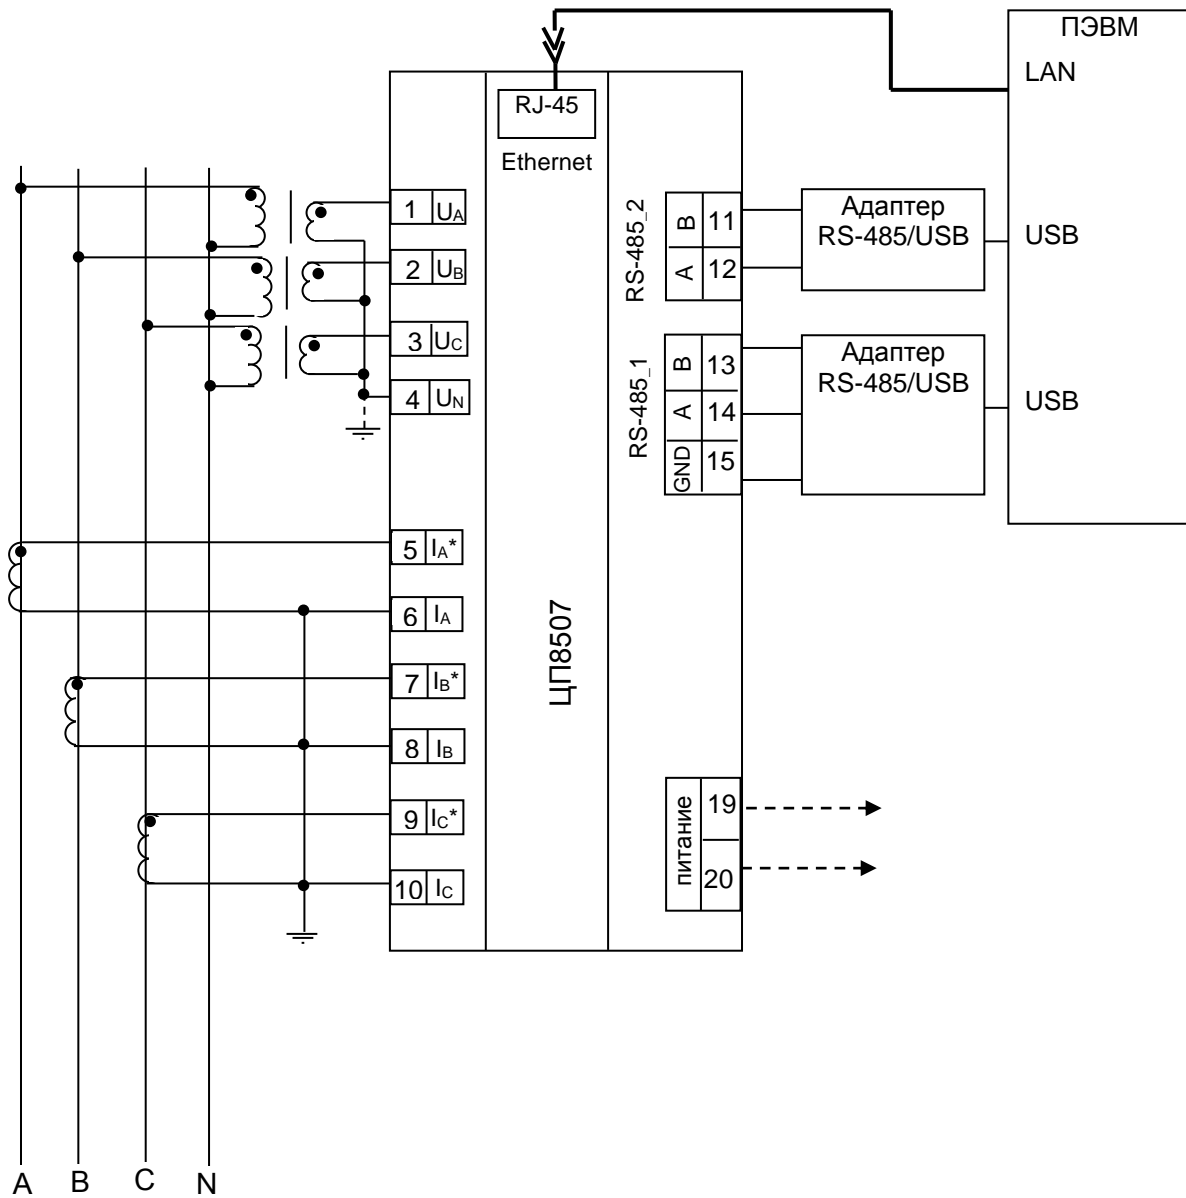 ПЭВМ
LAN
RJ-45
Ethernet
1 UA
2 UB
3 UC
4 UN
RS-485_2
B 11
A 12
Адаптер
RS-485/USB
USB
RS-485_1
B 13
A 14
GND 15
Адаптер
RS-485/USB
USB
5 IA*
6 IA
7 IB*
8 IB
9 IC*
10 IC
ЦП8507
питание
19
20
A B C N